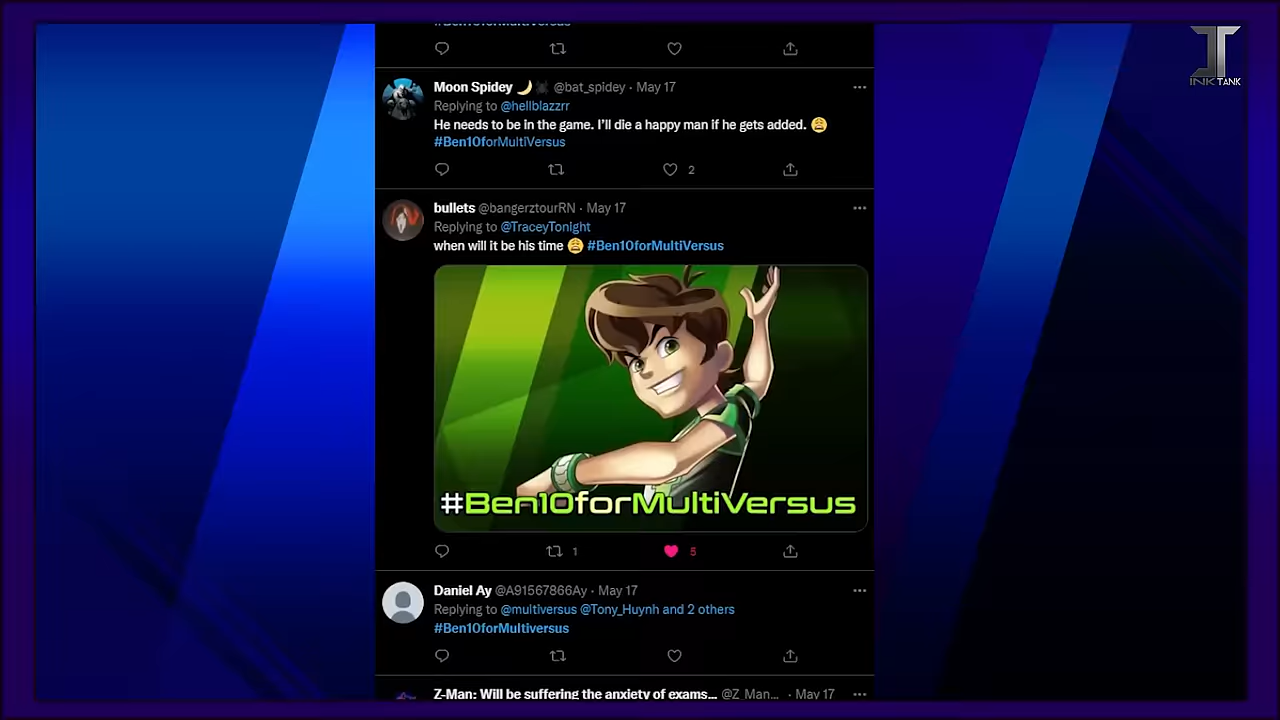 #Ben10forMultiVersus
INK TANK
Moon Spidey 🌙🕷 @bat_spidey · May 17
Replying to @hellblazzrr
He needs to be in the game. I'll die a happy man if he gets added. 😩
#Ben10forMultiVersus
2
bullets @bangerztourRN · May 17
Replying to @TraceyTonight
when will it be his time 😩 #Ben10forMultiVersus
#Ben10forMultiVersus
1 5
Daniel Ay @A91567866Ay · May 17
Replying to @multiversus @Tony_Huynh and 2 others
#Ben10forMultiversus
Z-Man: Will be suffering the anxiety of exams... @Z_Man... · May 17